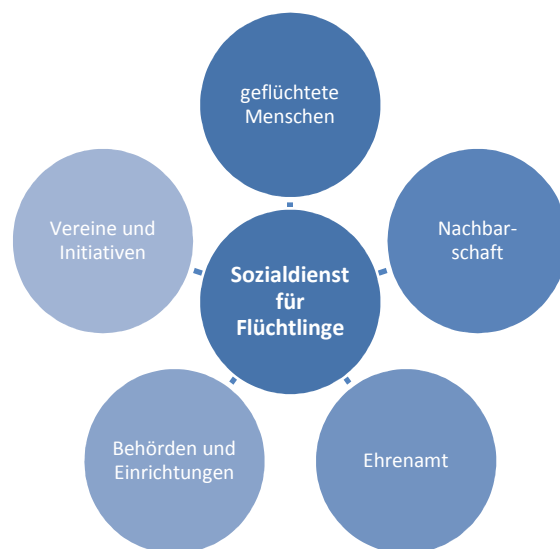 geflüchtete
Menschen
Nachbar-
schaft
Ehrenamt
Behörden und
Einrichtungen
Vereine und
Initiativen
Sozialdienst
für
Flüchtlinge